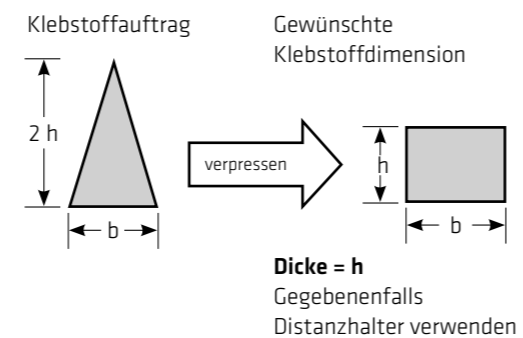 Klebstoffauftrag
Gewünschte
Klebstoffdimension
2 h
b
verpressen
h
b
Dicke = h
Gegebenenfalls
Distanzhalter verwenden